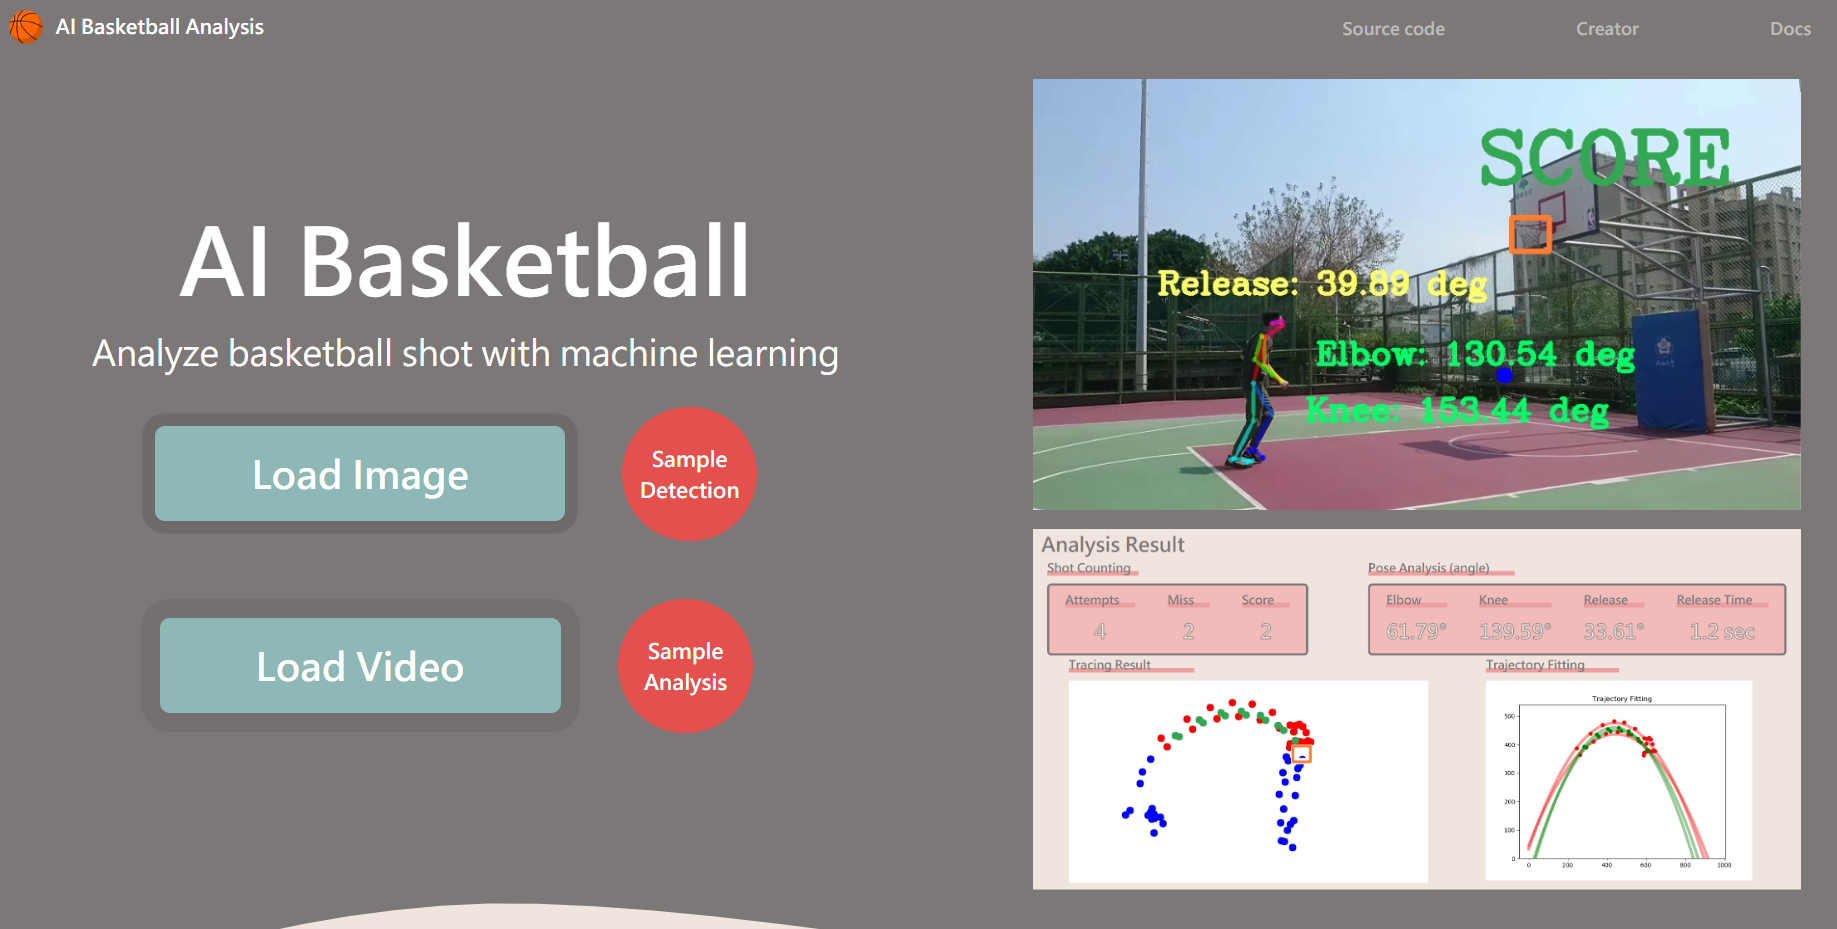 AI Basketball Analysis
Source code
Creator
Docs
AI Basketball
Analyze basketball shot with machine learning
Load Image
Sample
Detection
Load Video
Sample
Analysis
SCORE
Release: 39.89 deg
Elbow: 130.54 deg
Knee: 153.44 deg
Analysis Result
Shot Counting
Attempts Miss Score
4 2 2
Pose Analysis (angle)
Elbow Knee Release Release Time
61.79° 139.59° 33.61° 1.2 sec
Tracing Result
Trajectory Fitting
Trajectory Fitting
500
400
300
200
100
0
0 200 400 600 800 1000